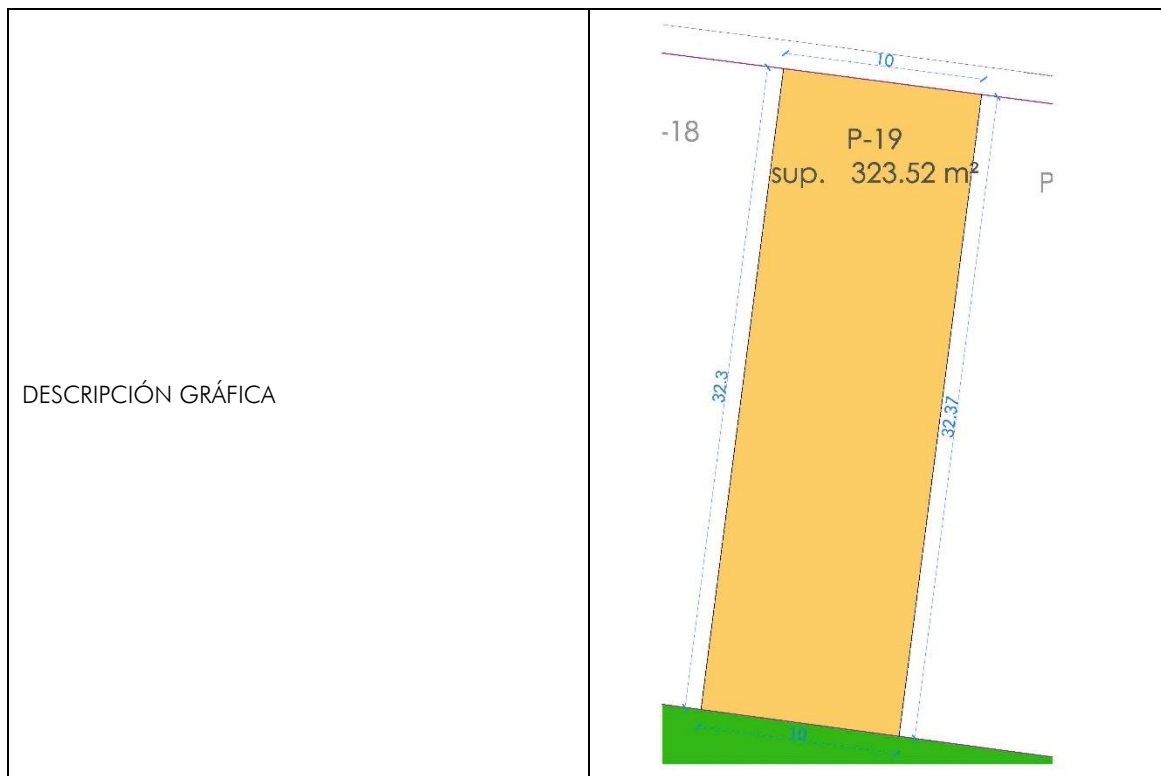 DESCRIPCIÓN GRÁFICA
10
-18
P-19
sup. 323.52 m²
P
32.3
32.37
10